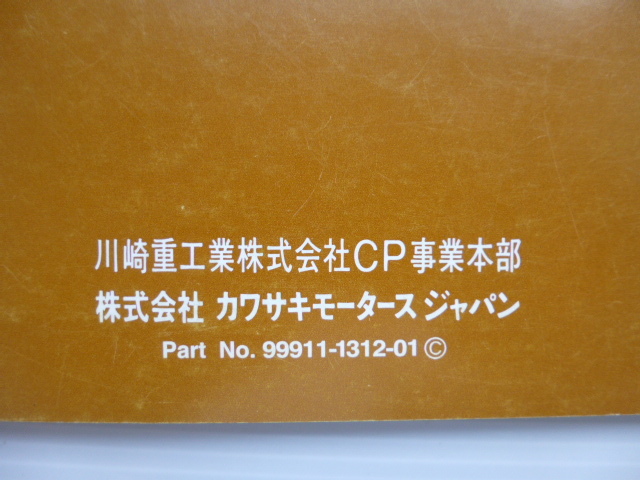 川崎重工業株式会社CP事業本部
株式会社 カワサキモータース ジャパン
Part No. 99911-1312-01 ©